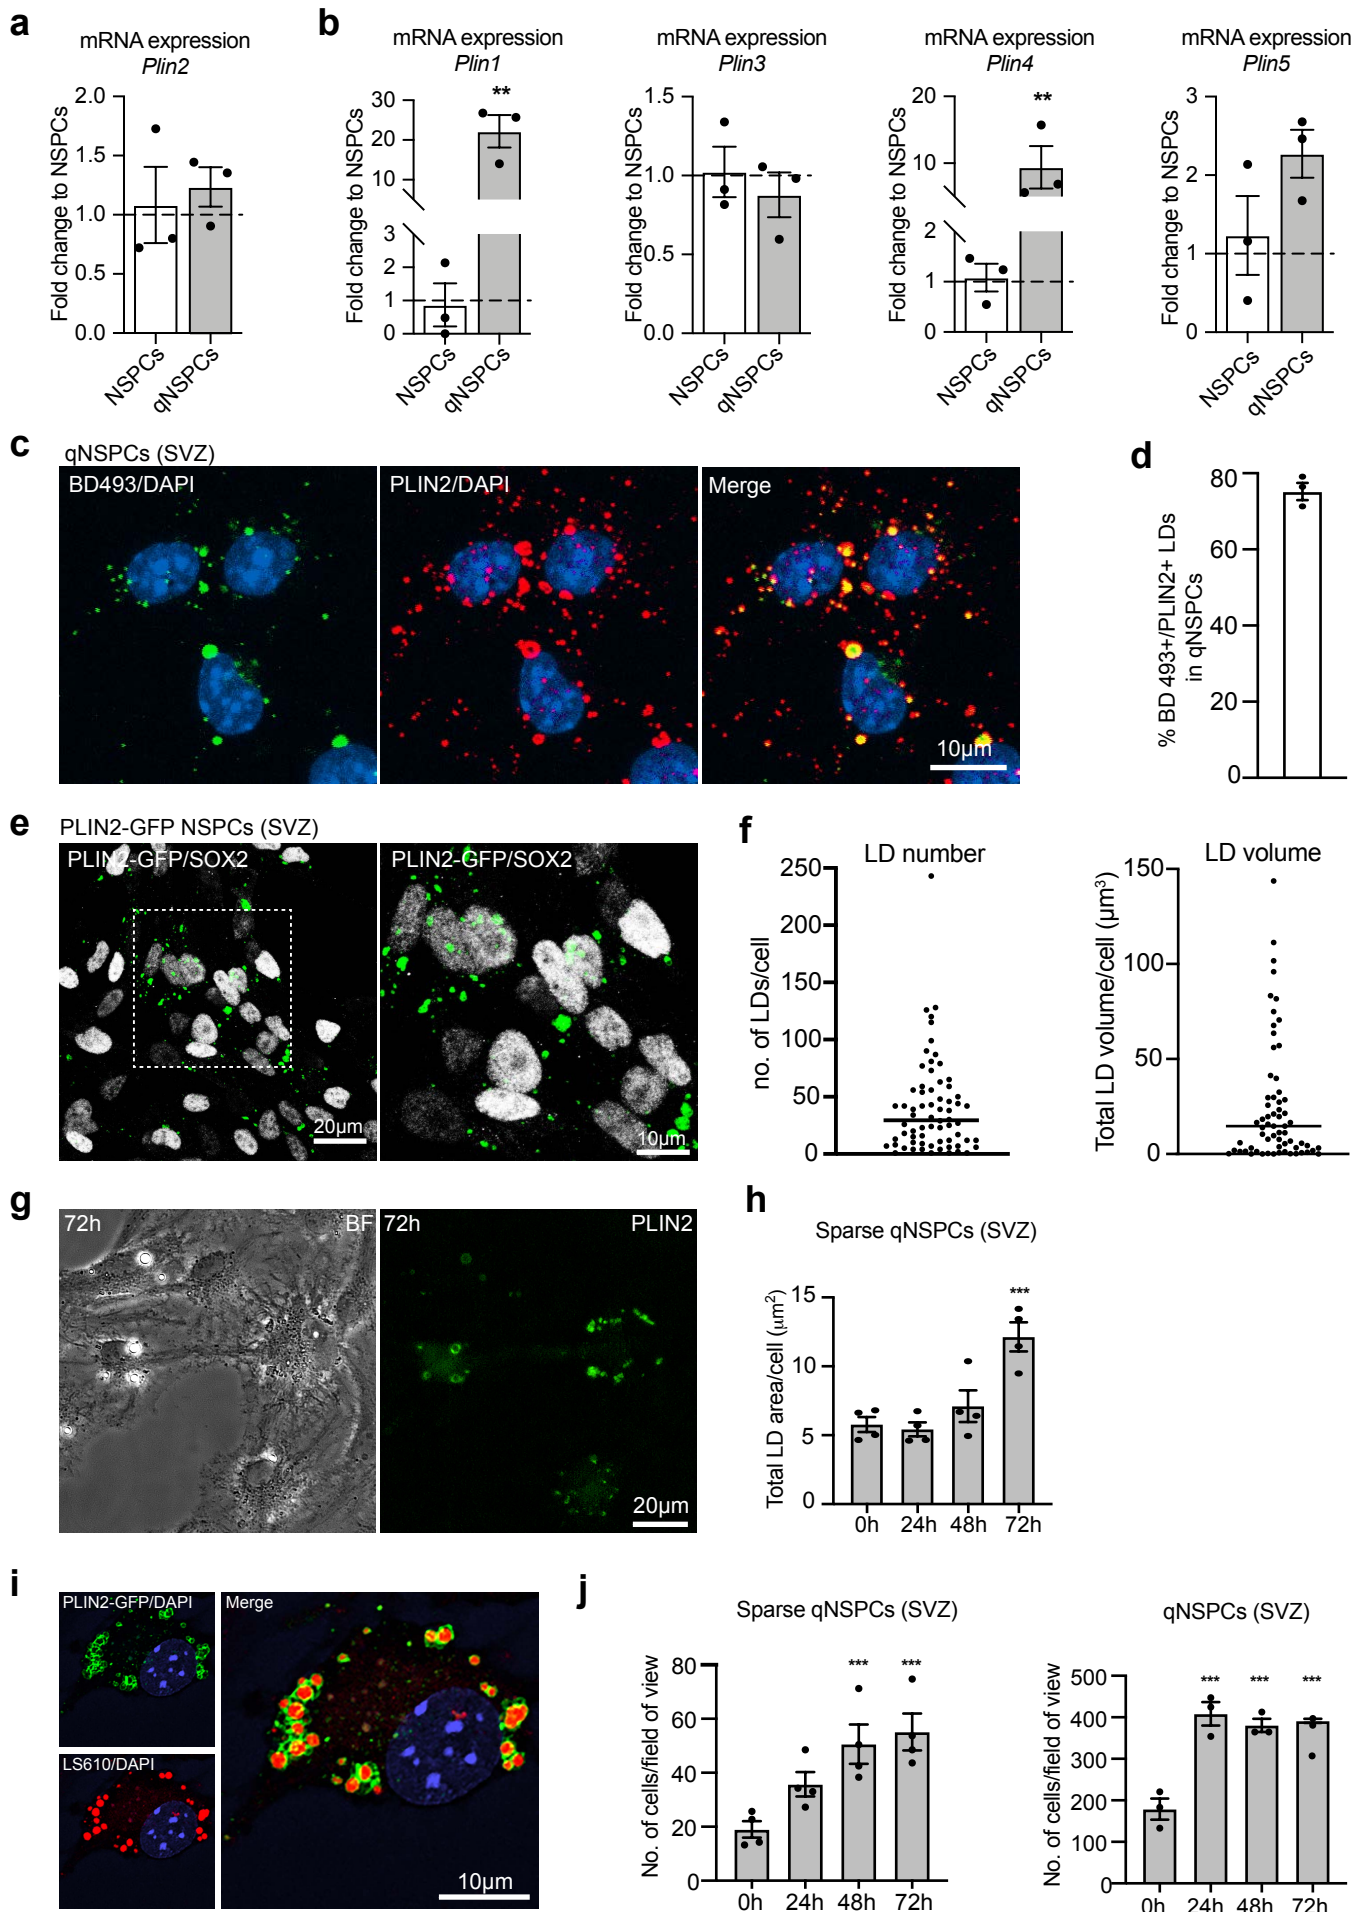 a
mRNA expression
Plin2
Fold change to NSPCs
2.0
1.5
1.0
0.5
0.0
NSPCs
qNSPCs
b
mRNA expression
Plin1
Fold change to NSPCs
30
20
10
3
2
1
0
**
NSPCs
qNSPCs
mRNA expression
Plin3
Fold change to NSPCs
1.5
1.0
0.5
0.0
NSPCs
qNSPCs
mRNA expression
Plin4
Fold change to NSPCs
20
10
2
1
0
**
NSPCs
qNSPCs
mRNA expression
Plin5
Fold change to NSPCs
3
2
1
0
NSPCs
qNSPCs
c
qNSPCs (SVZ)
BD493/DAPI
PLIN2/DAPI
Merge
10µm
d
% BD 493+/PLIN2+ LDs
in qNSPCs
80
60
40
20
0
e
PLIN2-GFP NSPCs (SVZ)
PLIN2-GFP/SOX2
20µm
PLIN2-GFP/SOX2
10µm
f
LD number
no. of LDs/cell
250
200
150
100
50
0
LD volume
Total LD volume/cell (µm³)
150
100
50
0
g
72h
BF
72h
PLIN2
20µm
h
Sparse qNSPCs (SVZ)
Total LD area/cell (µm²)
15
10
5
0
***
0h
24h
48h
72h
i
PLIN2-GFP/DAPI
LS610/DAPI
Merge
10µm
j
Sparse qNSPCs (SVZ)
No. of cells/field of view
80
60
40
20
0
***
***
0h
24h
48h
72h
qNSPCs (SVZ)
No. of cells/field of view
500
400
300
200
100
0
***
***
***
0h
24h
48h
72h